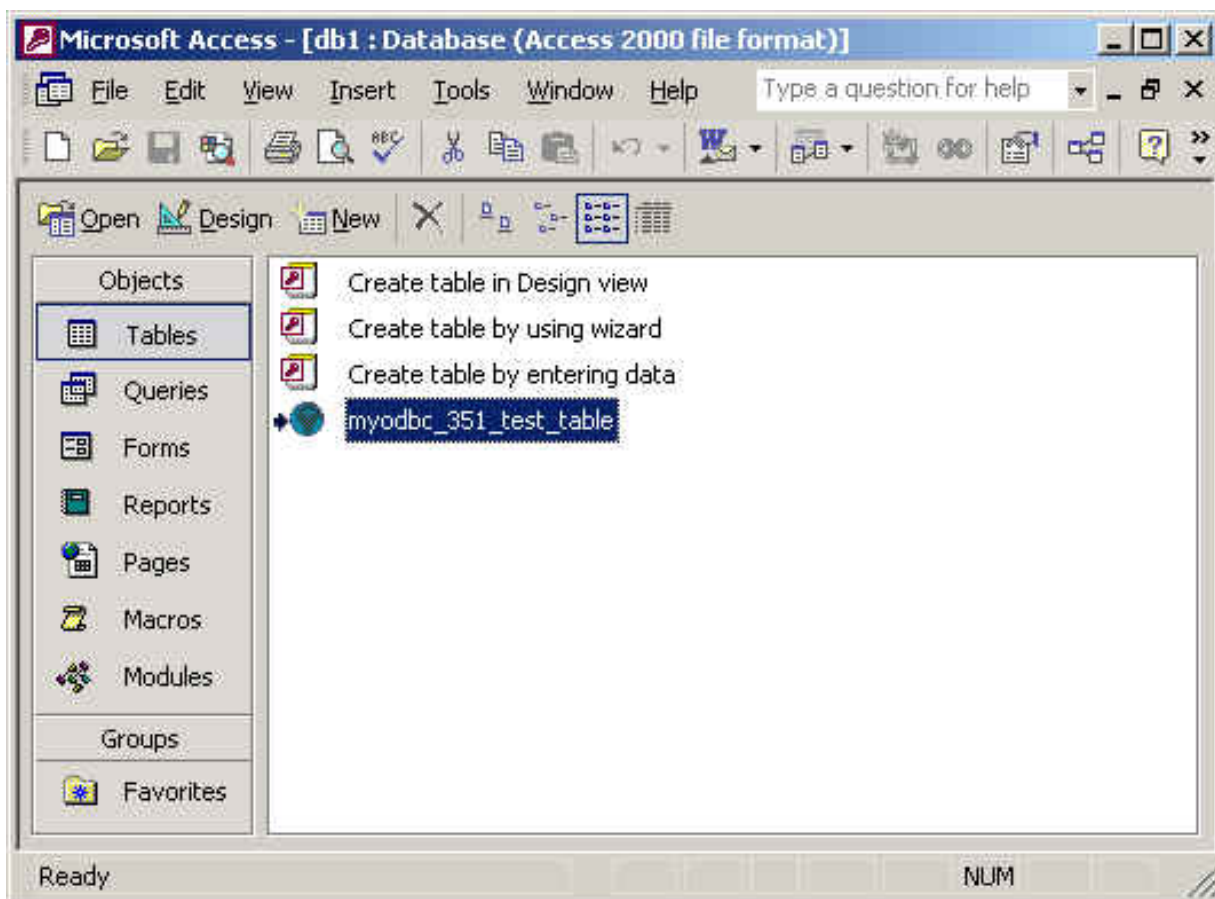 Microsoft Access - [db1 : Database (Access 2000 file format)]
File Edit View Insert Tools Window Help Type a question for help
ABC W ?
Open Design New
Objects
Tables
Queries
Forms
Reports
Pages
Macros
Modules
Groups
Favorites
Create table in Design view
Create table by using wizard
Create table by entering data
myodbc_351_test_table
Ready NUM